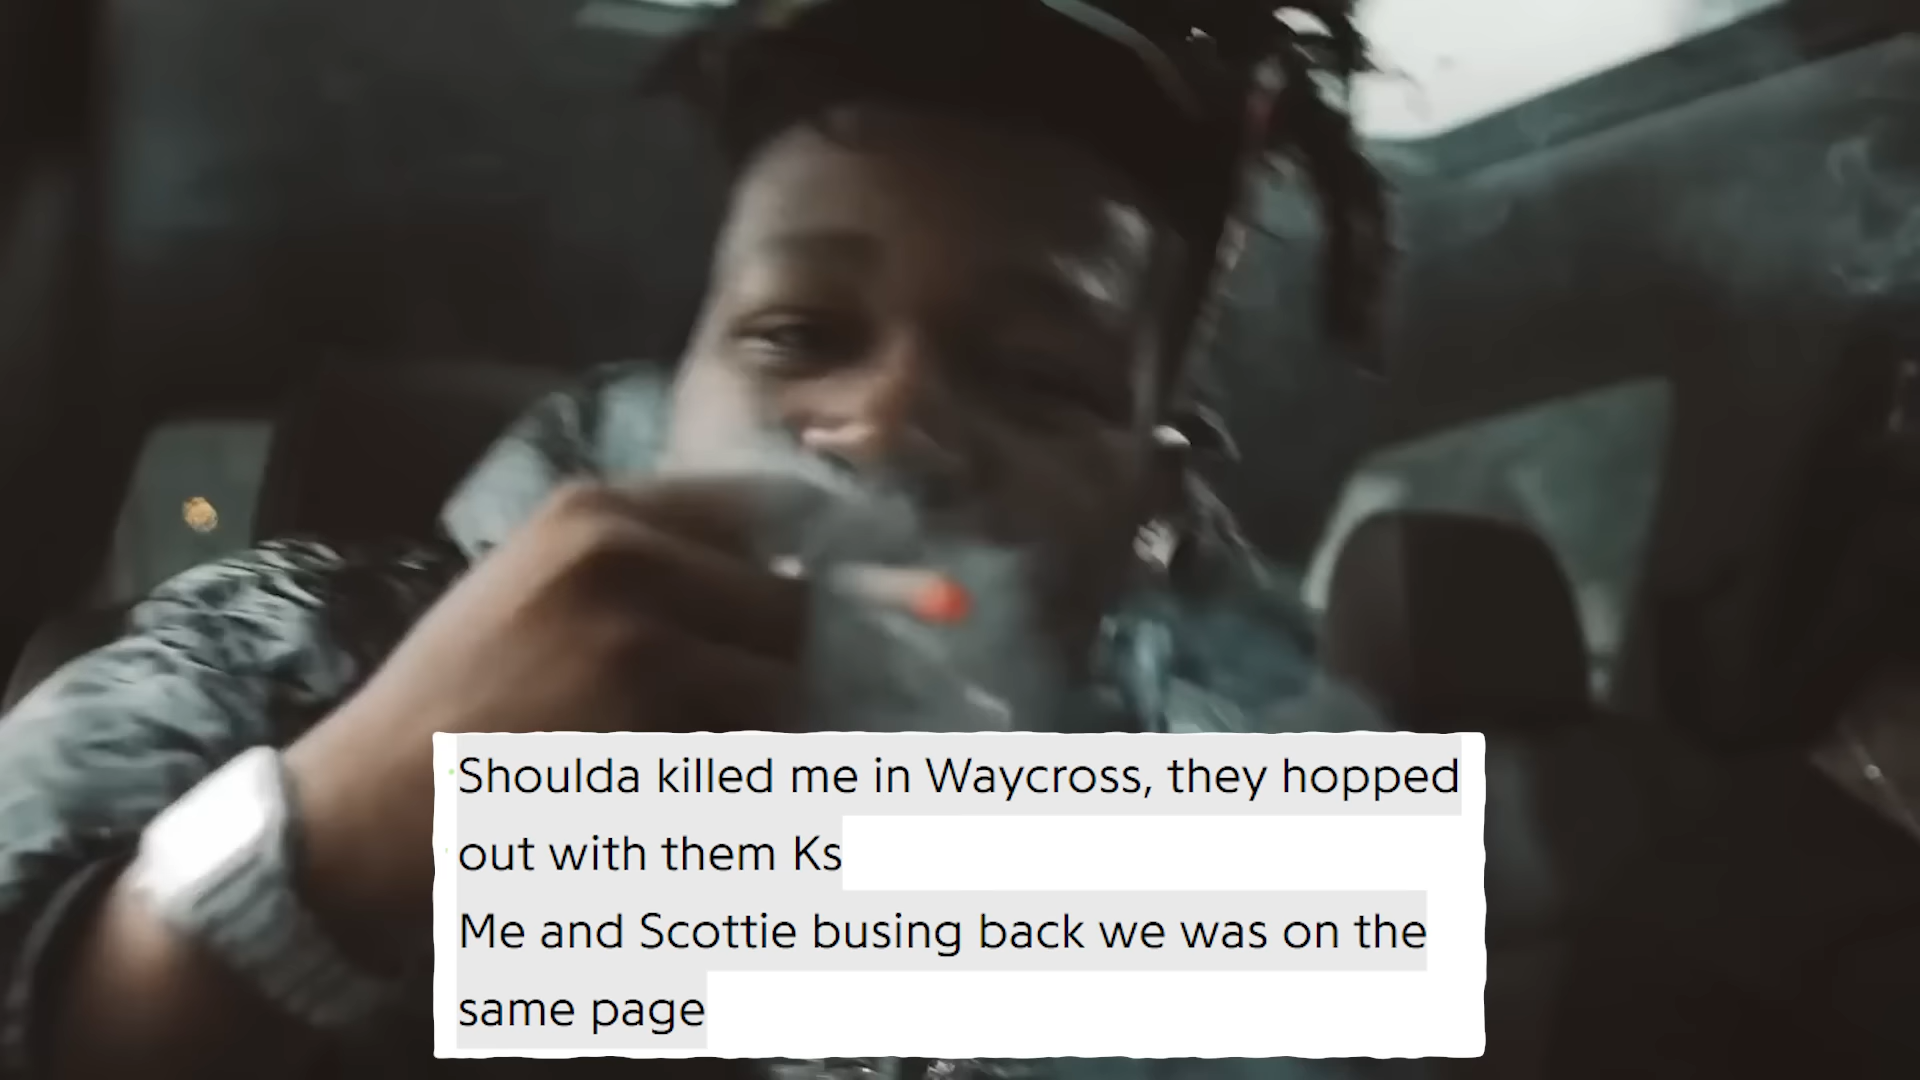 Shoulda killed me in Waycross, they hopped
out with them Ks
Me and Scottie busing back we was on the
same page